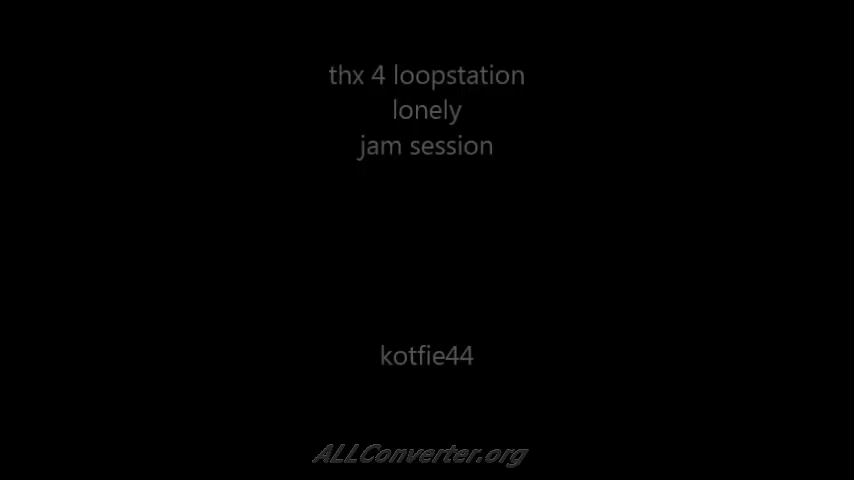 thx 4 loopstation
lonely
jam session
kotfie44
ALLConverter.org